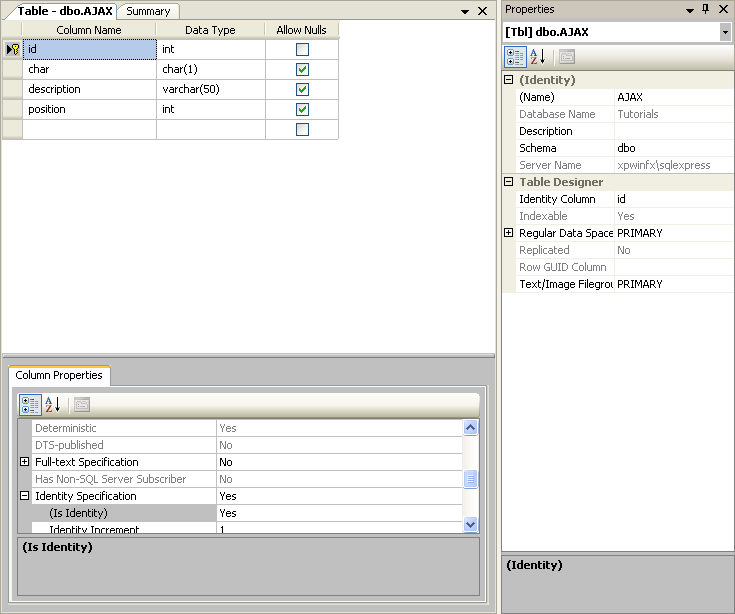 Table - dbo.AJAX Summary
Column Name Data Type Allow Nulls
id int
char char(1)
description varchar(50)
position int
Column Properties
Deterministic Yes
DTS-published No
Full-text Specification No
Has Non-SQL Server Subscriber No
Identity Specification Yes
(Is Identity) Yes
Identity Increment 1
(Is Identity)
Properties
[Tbl] dbo.AJAX
(Identity)
(Name) AJAX
Database Name Tutorials
Description
Schema dbo
Server Name xpwinfx\sqlexpress
Table Designer
Identity Column id
Indexable Yes
Regular Data Space PRIMARY
Replicated No
Row GUID Column
Text/Image Filegrou PRIMARY
(Identity)